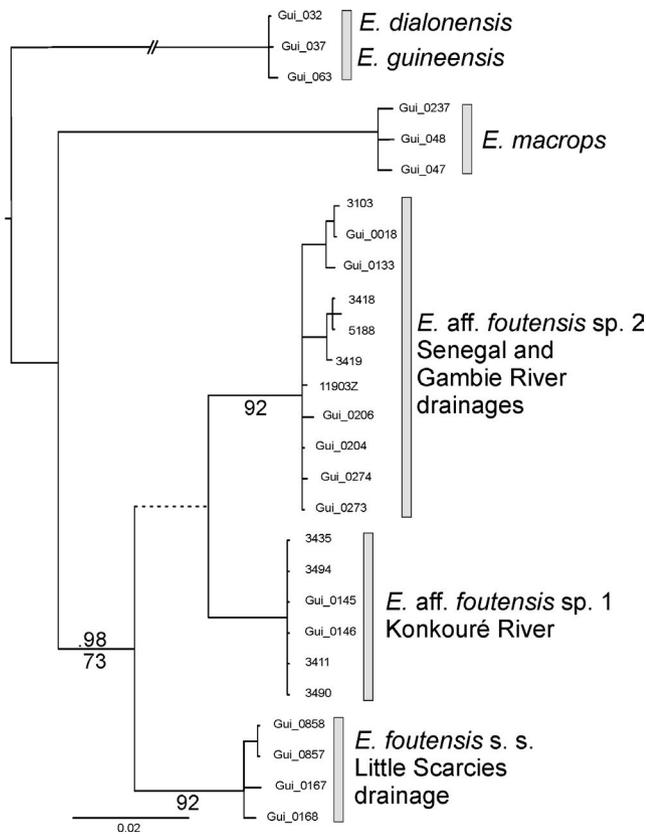 Gui_032
Gui_037
Gui_063
E. dialonensis
E. guineensis
Gui_0237
Gui_048
Gui_047
E. macrops
3103
Gui_0018
Gui_0133
3418
5188
3419
11903Z
Gui_0206
Gui_0204
Gui_0274
Gui_0273
E. aff. foutensis sp. 2
Senegal and
Gambie River
drainages
92
3435
3494
Gui_0145
Gui_0146
3411
3490
E. aff. foutensis sp. 1
Konkouré River
.98
73
Gui_0858
Gui_0857
Gui_0167
Gui_0168
E. foutensis s. s.
Little Scarcies
drainage
92
0.02